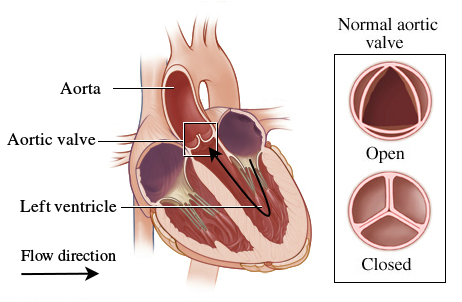 Normal aortic
valve
Aorta
Aortic valve
Open
Left ventricle
Flow direction
Closed